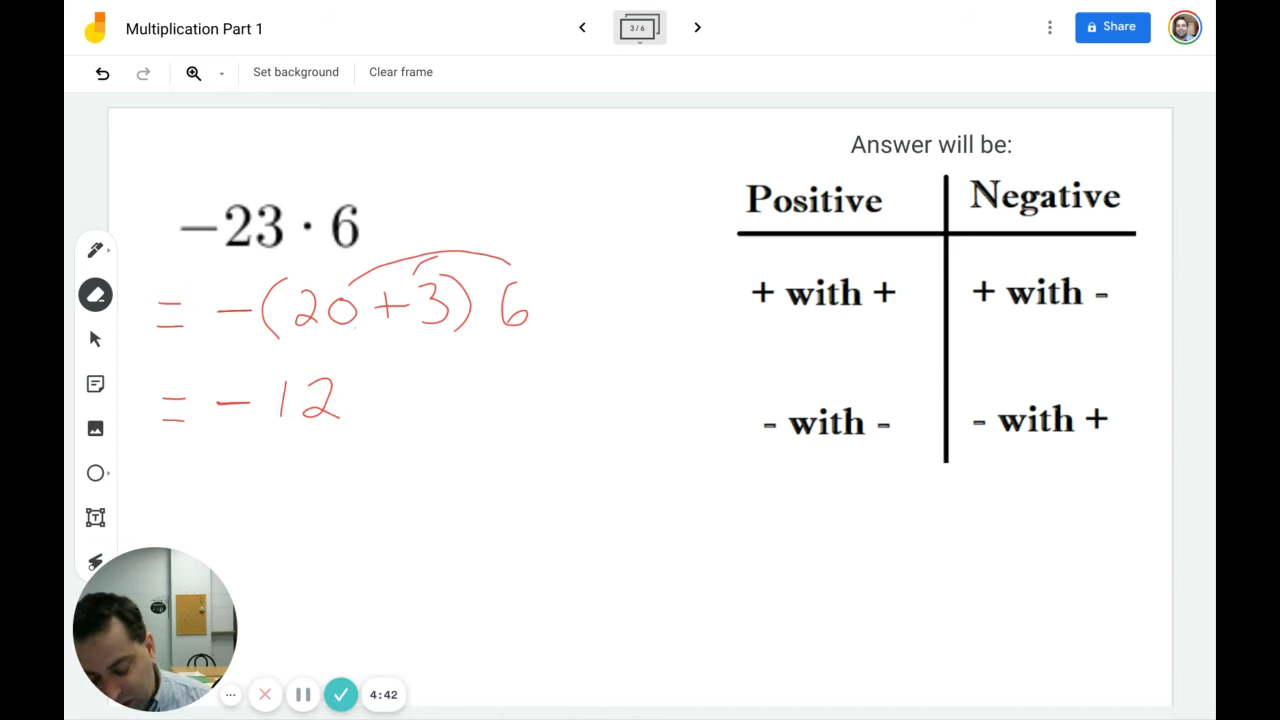 Multiplication Part 1
3 / 6
Share
Set background
Clear frame
Answer will be:
Positive Negative
−23 · 6
= −(20+3) 6
+ with + + with -
= − 12
- with - - with +
4:42